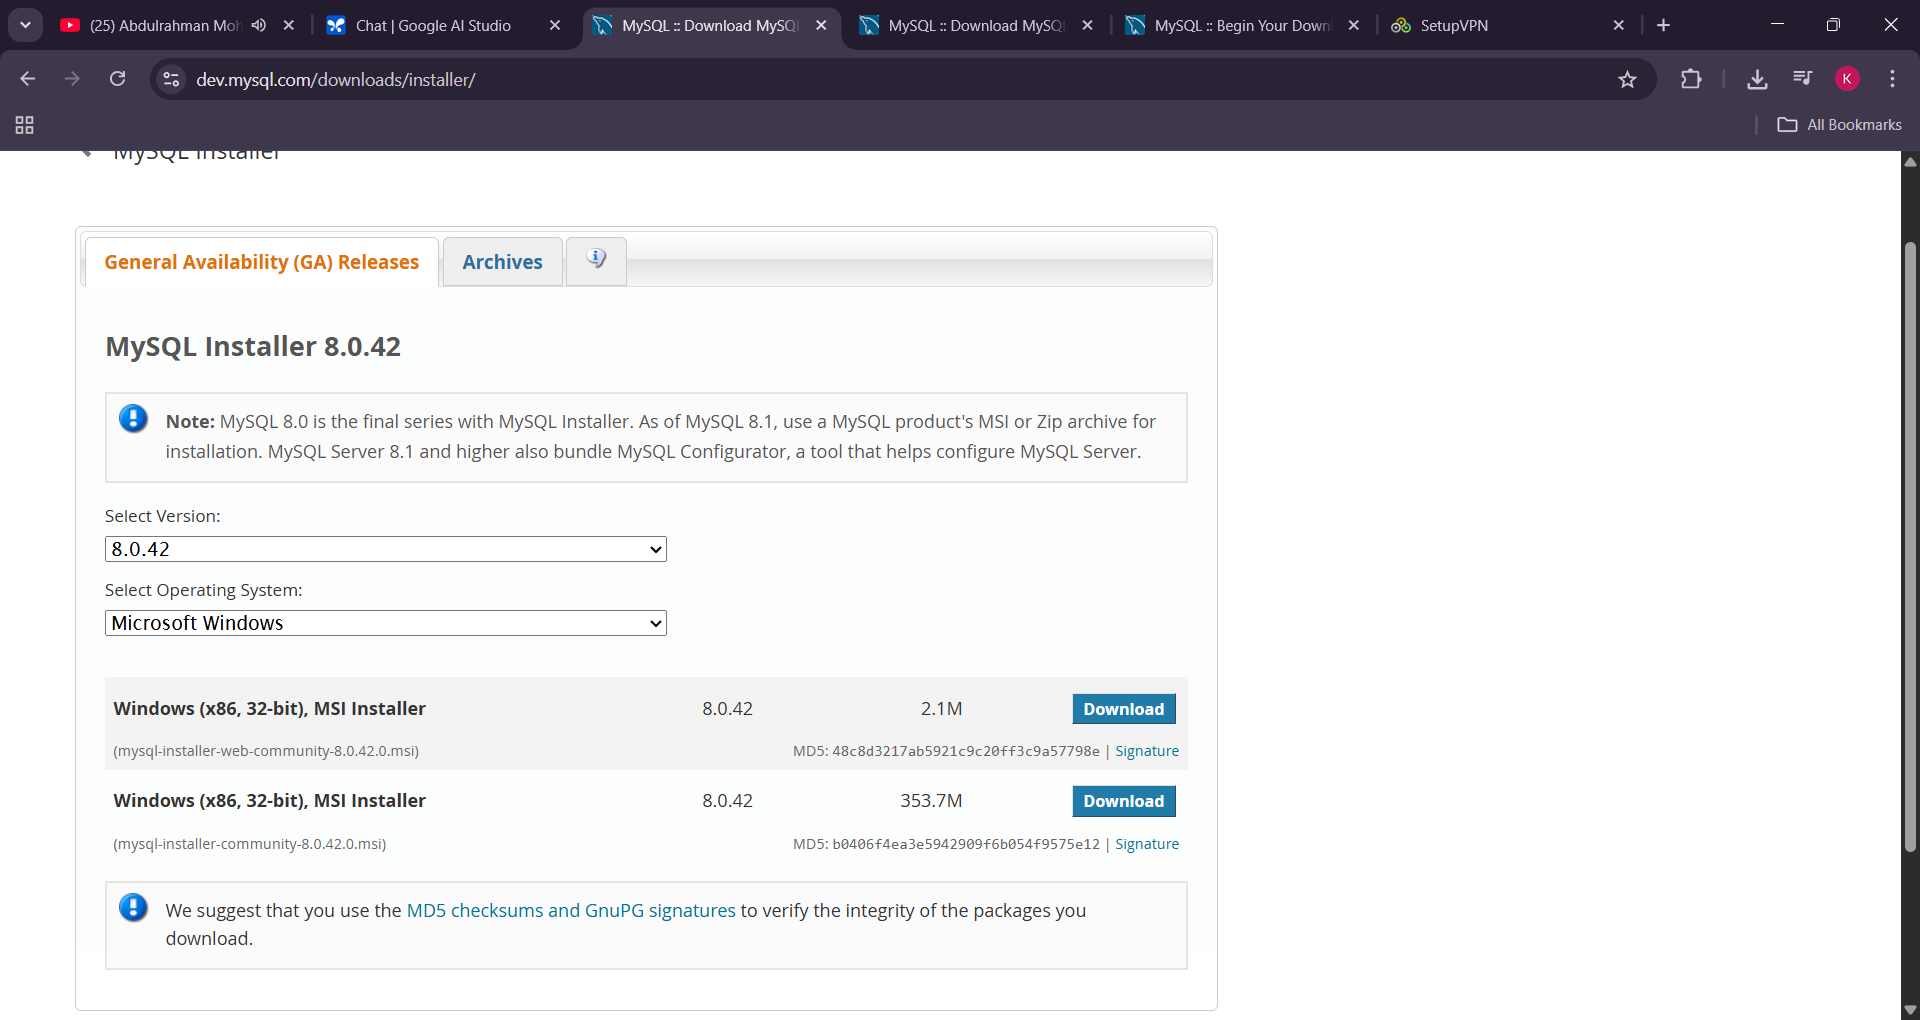 (25) Abdulrahman Moh
Chat | Google AI Studio
MySQL :: Download MySQL
MySQL :: Download MySQL
MySQL :: Begin Your Down
SetupVPN
dev.mysql.com/downloads/installer/
K
All Bookmarks
MySQL Installer
General Availability (GA) Releases
Archives
MySQL Installer 8.0.42
Note: MySQL 8.0 is the final series with MySQL Installer. As of MySQL 8.1, use a MySQL product's MSI or Zip archive for
installation. MySQL Server 8.1 and higher also bundle MySQL Configurator, a tool that helps configure MySQL Server.
Select Version:
8.0.42
Select Operating System:
Microsoft Windows
Windows (x86, 32-bit), MSI Installer 8.0.42 2.1M Download
(mysql-installer-web-community-8.0.42.0.msi) MD5: 48c8d3217ab5921c9c20ff3c9a57798e | Signature
Windows (x86, 32-bit), MSI Installer 8.0.42 353.7M Download
(mysql-installer-community-8.0.42.0.msi) MD5: b0406f4ea3e5942909f6b054f9575e12 | Signature
We suggest that you use the MD5 checksums and GnuPG signatures to verify the integrity of the packages you
download.